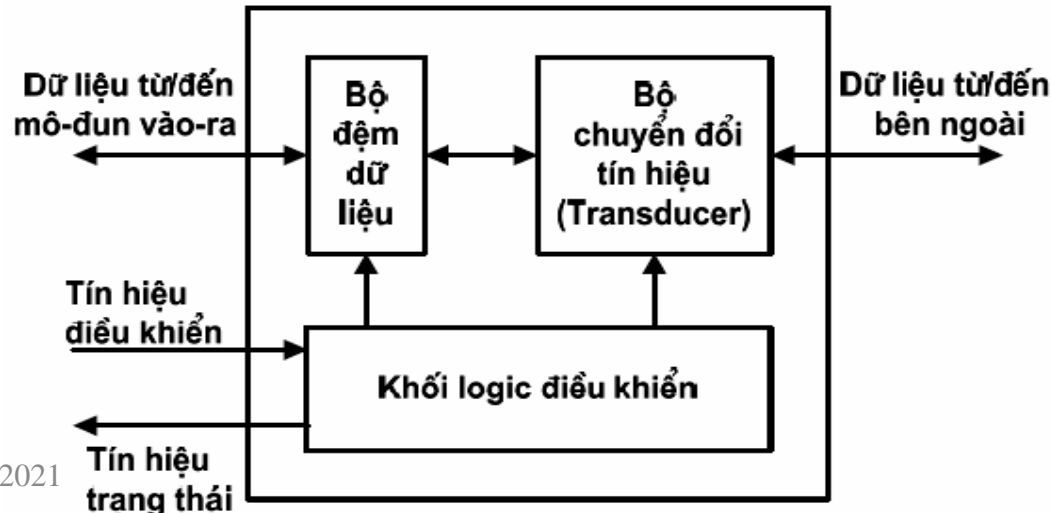 Dữ liệu từ/đến
mô-đun vào-ra
Bộ
đệm
dữ
liệu
Bộ
chuyển đổi
tín hiệu
(Transducer)
Dữ liệu từ/đến
bên ngoài
Tín hiệu
điều khiển
Khối logic điều khiển
Tín hiệu
trang thái
2021